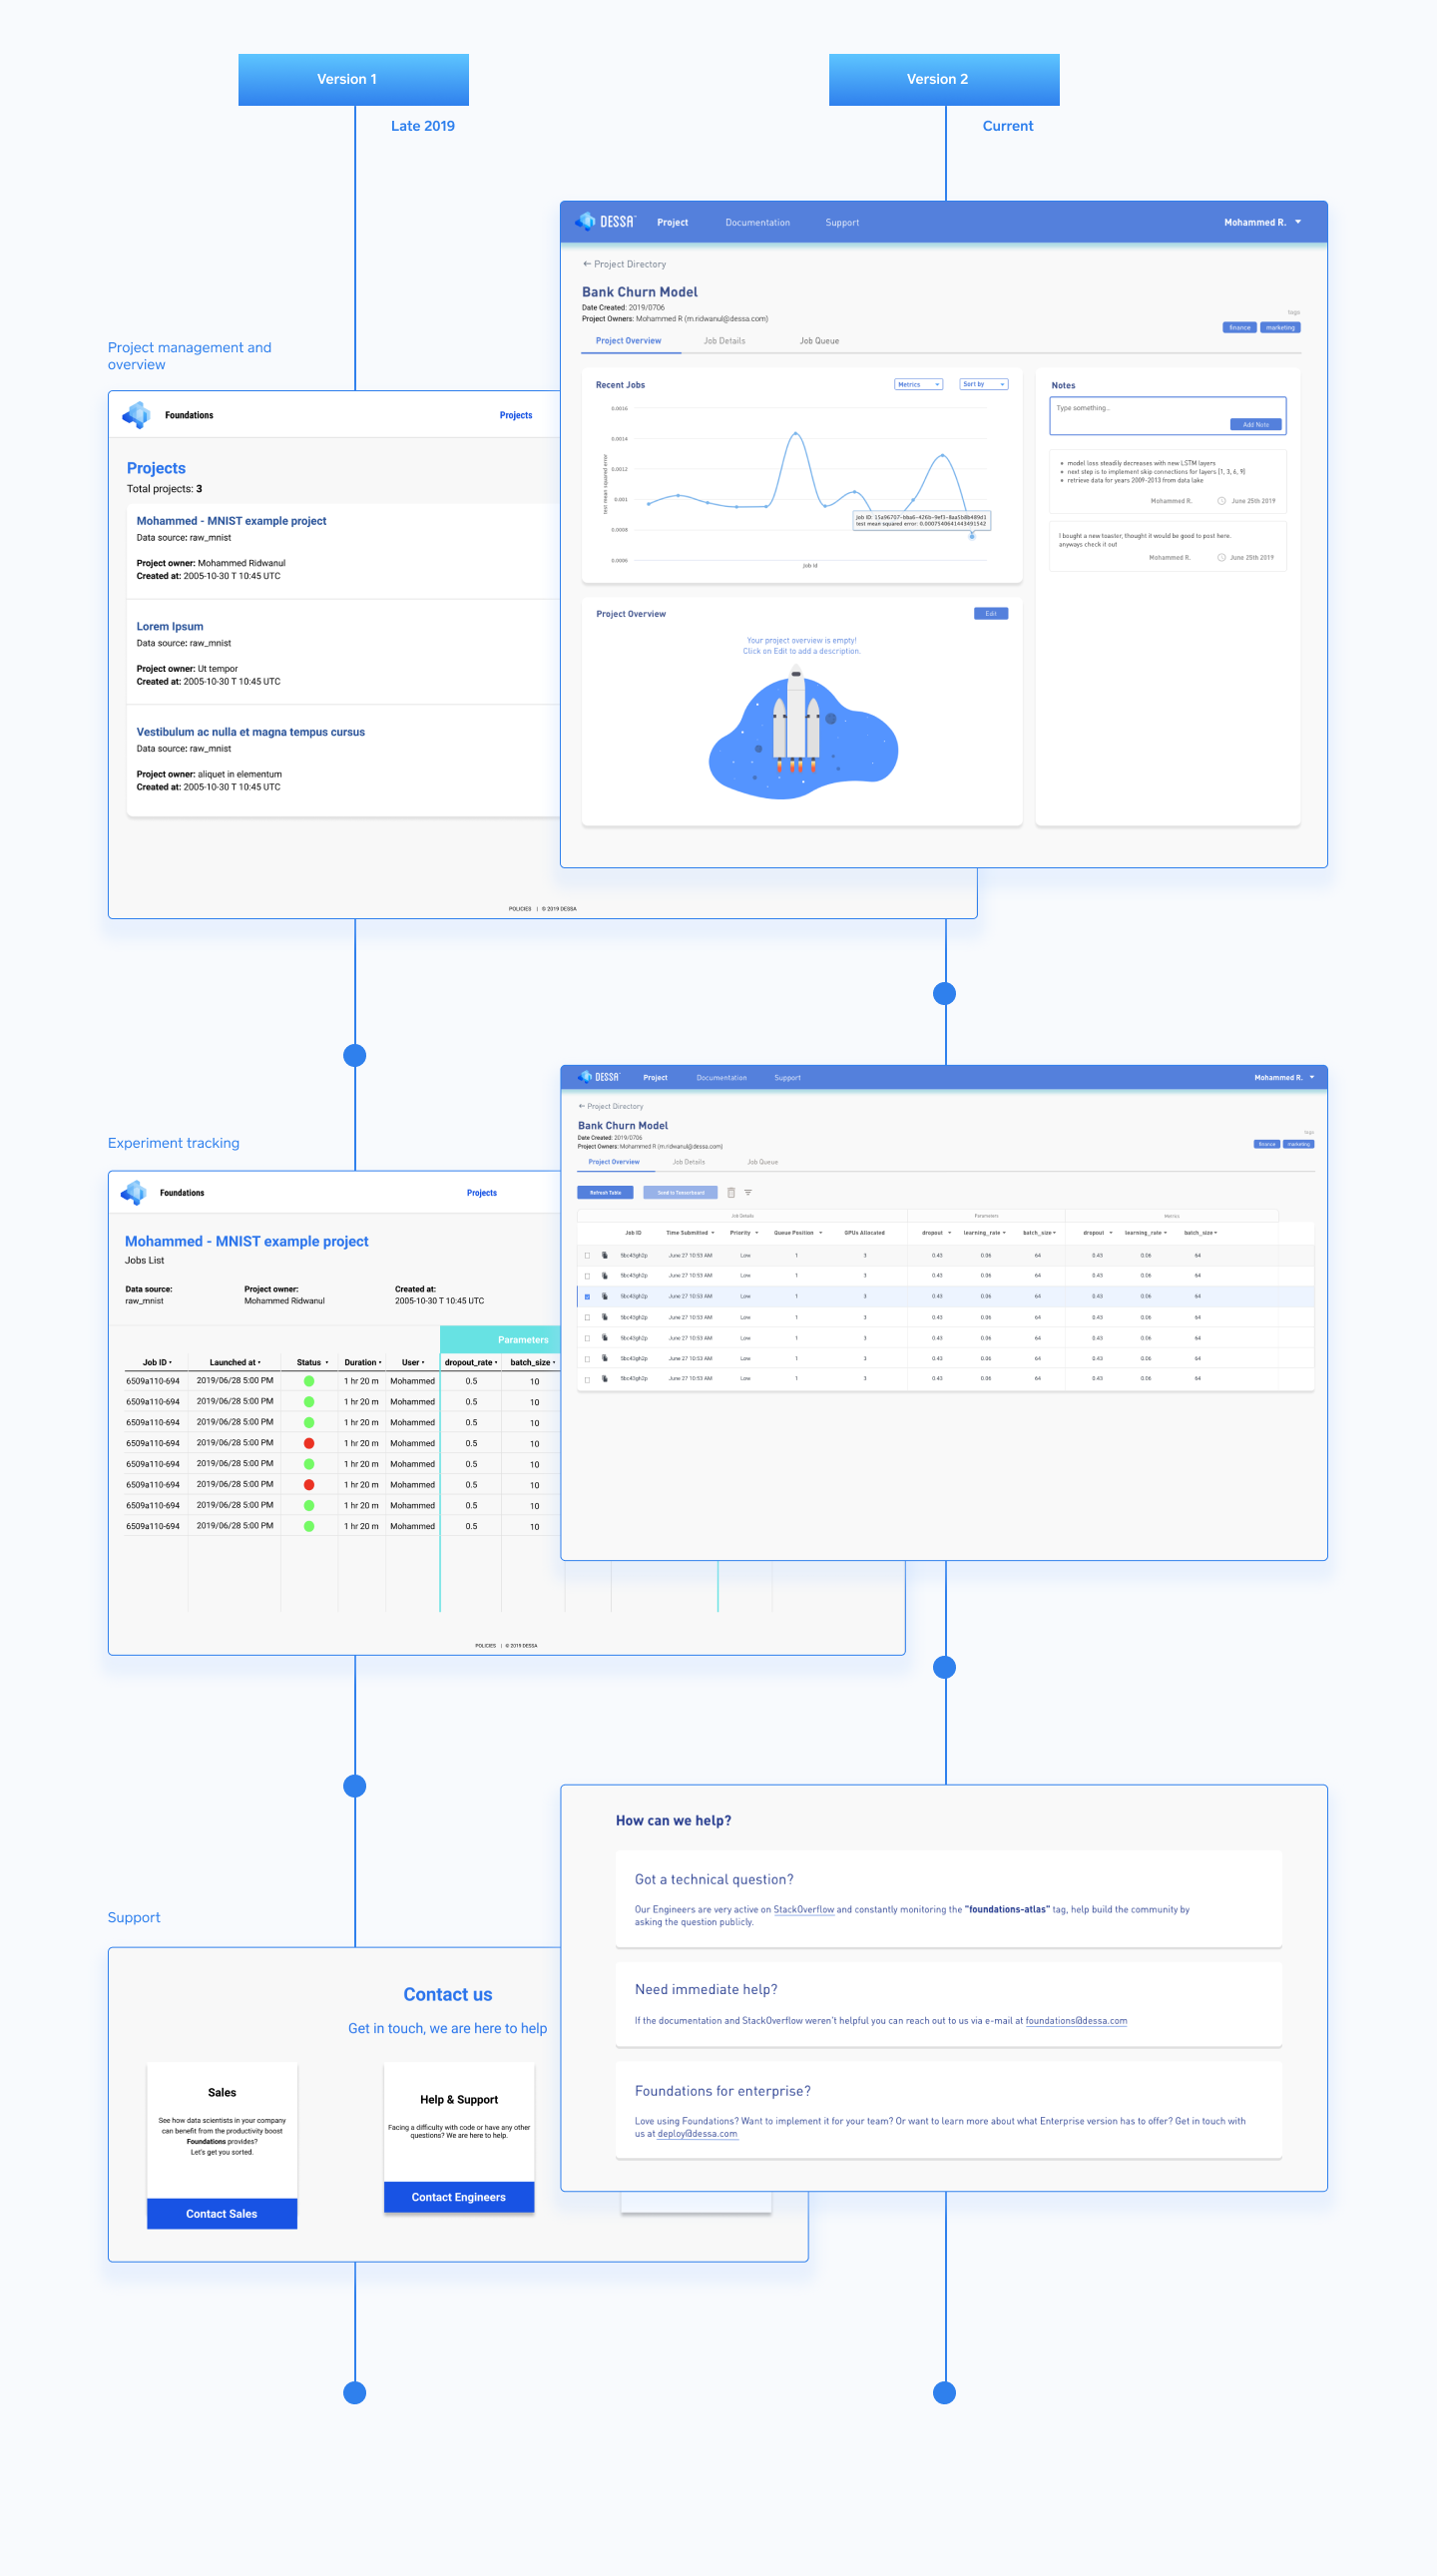 Version 1
Version 2
Late 2019
Current
Project management and
overview
Foundations
Projects
Projects
Total projects: 3
Mohammed - MNIST example project
Data source: raw_mnist
Project owner: Mohammed Ridwanul
Created at: 2005-10-30 T 10:45 UTC
Lorem Ipsum
Data source: raw_mnist
Project owner: Ut tempor
Created at: 2005-10-30 T 10:45 UTC
Vestibulum ac nulla et magna tempus cursus
Data source: raw_mnist
Project owner: aliquet in elementum
Created at: 2005-10-30 T 10:45 UTC
POLICIES | © 2019 DESSA
DESSA Project Documentation Support Mohammed R.
Project Directory
Bank Churn Model
Date Created: 2019/0706
Project Owners: Mohammed R (m.ridwanul@dessa.com)
tags
finance marketing
Project Overview Job Details Job Queue
Recent Jobs Metrics Sort by
0.0016
0.0014
0.0012
0.001
0.0008
0.0006
test mean squared error
Job ID: 15a96707-bba6-426b-9ef3-8aa5b8b489d1
test mean squared error: 0.0007540641443491542
Job Id
Notes
Type something..
Add Note
model loss steadily decreases with new LSTM layers
next step is to implement skip connections for layers [1, 3, 6, 9]
retrieve data for years 2009-2013 from data lake
Mohammed R. June 25th 2019
I bought a new toaster, thought it would be good to post here.
anyways check it out
Mohammed R. June 25th 2019
Project Overview Edit
Your project overview is empty!
Click on Edit to add a description.
Experiment tracking
Foundations
Projects
Mohammed - MNIST example project
Jobs List
Data source: Project owner: Created at:
raw_mnist Mohammed Ridwanul 2005-10-30 T 10:45 UTC
Parameters
Job ID Launched at Status Duration User dropout_rate batch_size
6509a110-694 2019/06/28 5:00 PM 1 hr 20 m Mohammed 0.5 10
6509a110-694 2019/06/28 5:00 PM 1 hr 20 m Mohammed 0.5 10
6509a110-694 2019/06/28 5:00 PM 1 hr 20 m Mohammed 0.5 10
6509a110-694 2019/06/28 5:00 PM 1 hr 20 m Mohammed 0.5 10
6509a110-694 2019/06/28 5:00 PM 1 hr 20 m Mohammed 0.5 10
6509a110-694 2019/06/28 5:00 PM 1 hr 20 m Mohammed 0.5 10
6509a110-694 2019/06/28 5:00 PM 1 hr 20 m Mohammed 0.5 10
6509a110-694 2019/06/28 5:00 PM 1 hr 20 m Mohammed 0.5 10
POLICIES | © 2019 DESSA
DESSA Project Documentation Support Mohammed R.
Project Directory
Bank Churn Model
Date Created: 2019/0706
Project Owners: Mohammed R (m.ridwanul@dessa.com)
tags
finance marketing
Project Overview Job Details Job Queue
Refresh Table Send to Tensorboard
Job Details Parameters Metrics
Job ID Time Submitted Priority Queue Position GPUs Allocated dropout learning_rate batch_size dropout learning_rate batch_size
5bc43gh2p June 27 10:53 AM Low 1 3 0.43 0.06 64 0.43 0.06 64
5bc43gh2p June 27 10:53 AM Low 1 3 0.43 0.06 64 0.43 0.06 64
5bc43gh2p June 27 10:53 AM Low 1 3 0.43 0.06 64 0.43 0.06 64
5bc43gh2p June 27 10:53 AM Low 1 3 0.43 0.06 64 0.43 0.06 64
5bc43gh2p June 27 10:53 AM Low 1 3 0.43 0.06 64 0.43 0.06 64
5bc43gh2p June 27 10:53 AM Low 1 3 0.43 0.06 64 0.43 0.06 64
5bc43gh2p June 27 10:53 AM Low 1 3 0.43 0.06 64 0.43 0.06 64
Support
Contact us
Get in touch, we are here to help
Sales
See how data scientists in your company
can benefit from the productivity boost
Foundations provides?
Let's get you sorted.
Contact Sales
Help & Support
Facing a difficulty with code or have any other
questions? We are here to help.
Contact Engineers
How can we help?
Got a technical question?
Our Engineers are very active on StackOverflow and constantly monitoring the "foundations-atlas" tag, help build the community by
asking the question publicly.
Need immediate help?
If the documentation and StackOverflow weren't helpful you can reach out to us via e-mail at foundations@dessa.com
Foundations for enterprise?
Love using Foundations? Want to implement it for your team? Or want to learn more about what Enterprise version has to offer? Get in touch with
us at deploy@dessa.com